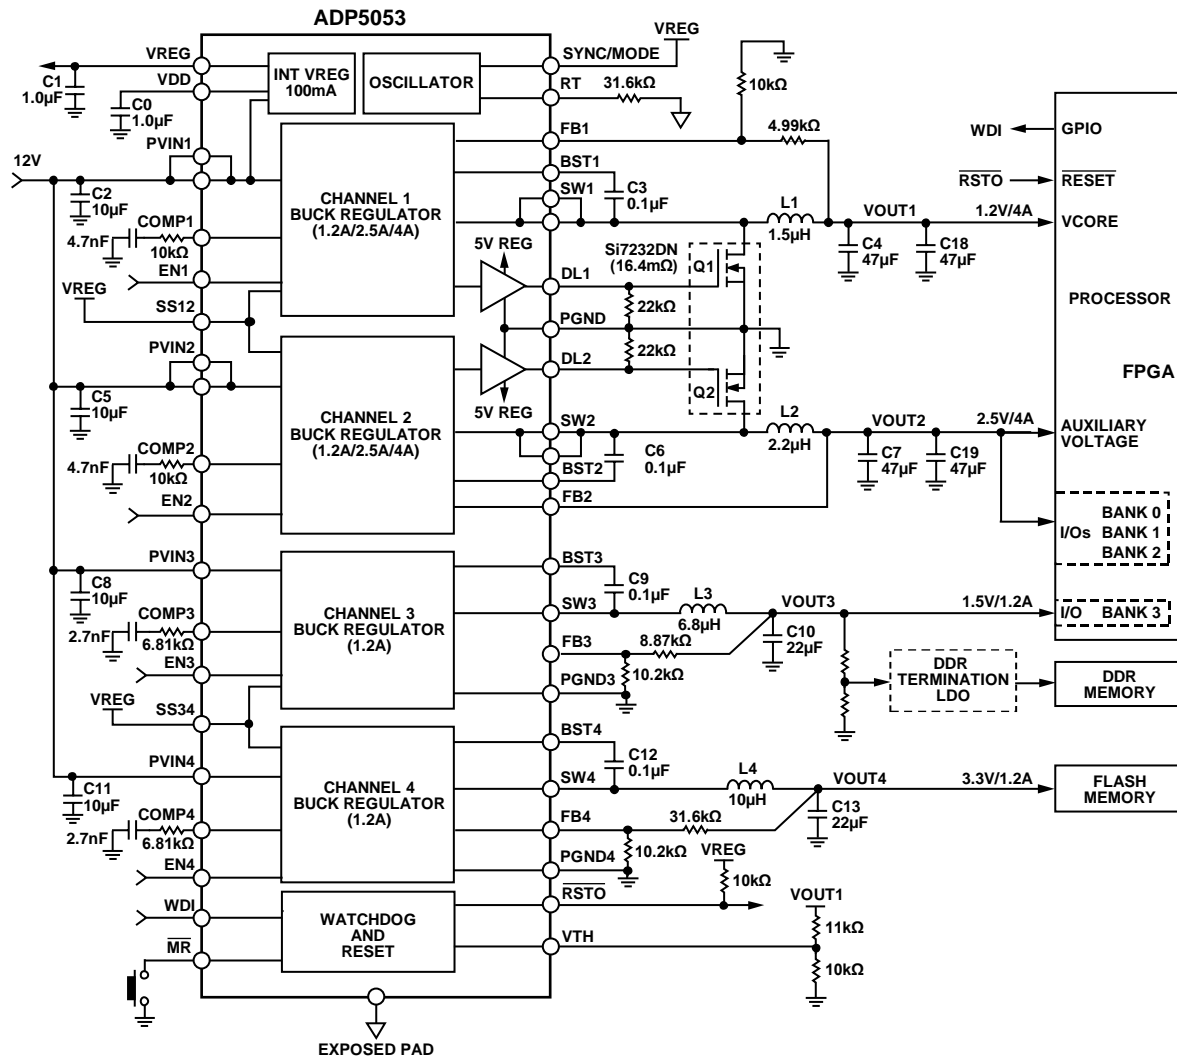 ADP5053
VREG
C1
1.0µF
VDD
C0
1.0µF
INT VREG
100mA
OSCILLATOR
SYNC/MODE
VREG
RT
31.6kΩ
10kΩ
FB1
4.99kΩ
PVIN1
12V
C2
10µF
COMP1
4.7nF
10kΩ
EN1
VREG
SS12
CHANNEL 1
BUCK REGULATOR
(1.2A/2.5A/4A)
BST1
SW1
C3
0.1µF
L1
1.5µH
VOUT1
1.2V/4A
C4
47µF
C18
47µF
5V REG
DL1
Si7232DN
(16.4mΩ)
Q1
22kΩ
PGND
22kΩ
DL2
Q2
5V REG
WDI
GPIO
RSTO
RESET
VCORE
PROCESSOR
FPGA
AUXILIARY
VOLTAGE
BANK 0
I/Os BANK 1
BANK 2
I/O BANK 3
PVIN2
C5
10µF
COMP2
4.7nF
10kΩ
EN2
CHANNEL 2
BUCK REGULATOR
(1.2A/2.5A/4A)
SW2
BST2
C6
0.1µF
FB2
L2
2.2µH
VOUT2
2.5V/4A
C7
47µF
C19
47µF
PVIN3
C8
10µF
COMP3
2.7nF
6.81kΩ
EN3
VREG
SS34
CHANNEL 3
BUCK REGULATOR
(1.2A)
BST3
C9
0.1µF
SW3
L3
6.8µH
VOUT3
1.5V/1.2A
FB3
8.87kΩ
C10
22µF
10.2kΩ
PGND3
DDR
TERMINATION
LDO
DDR
MEMORY
PVIN4
C11
10µF
COMP4
2.7nF
6.81kΩ
EN4
CHANNEL 4
BUCK REGULATOR
(1.2A)
BST4
C12
0.1µF
SW4
L4
10µH
VOUT4
3.3V/1.2A
FLASH
MEMORY
FB4
31.6kΩ
C13
22µF
10.2kΩ
PGND4
VREG
10kΩ
RSTO
WDI
MR
WATCHDOG
AND
RESET
VTH
VOUT1
11kΩ
10kΩ
EXPOSED PAD